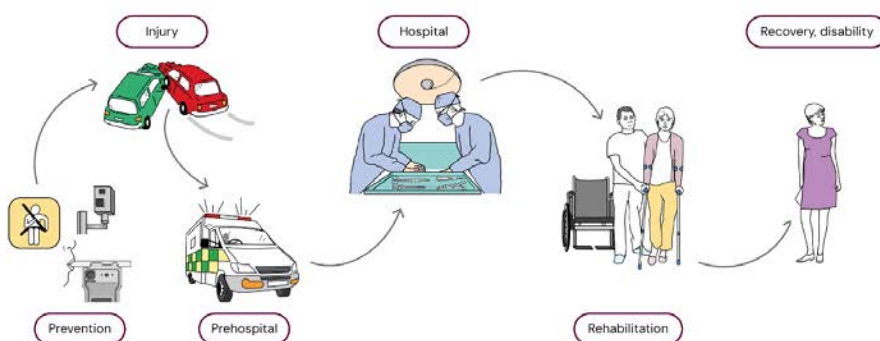 Injury
Hospital
Recovery, disability
Prevention
Prehospital
Rehabilitation